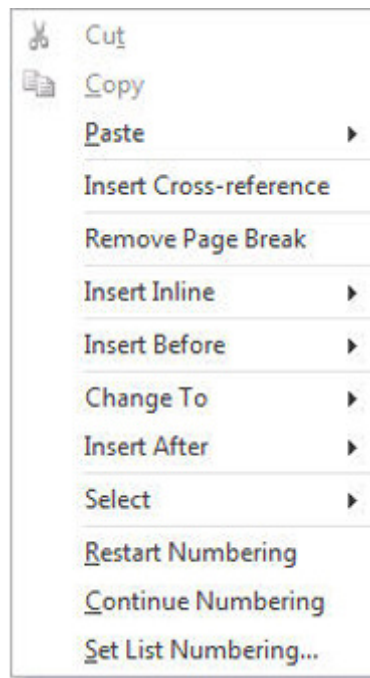 Cut
Copy
Paste
Insert Cross-reference
Remove Page Break
Insert Inline
Insert Before
Change To
Insert After
Select
Restart Numbering
Continue Numbering
Set List Numbering...